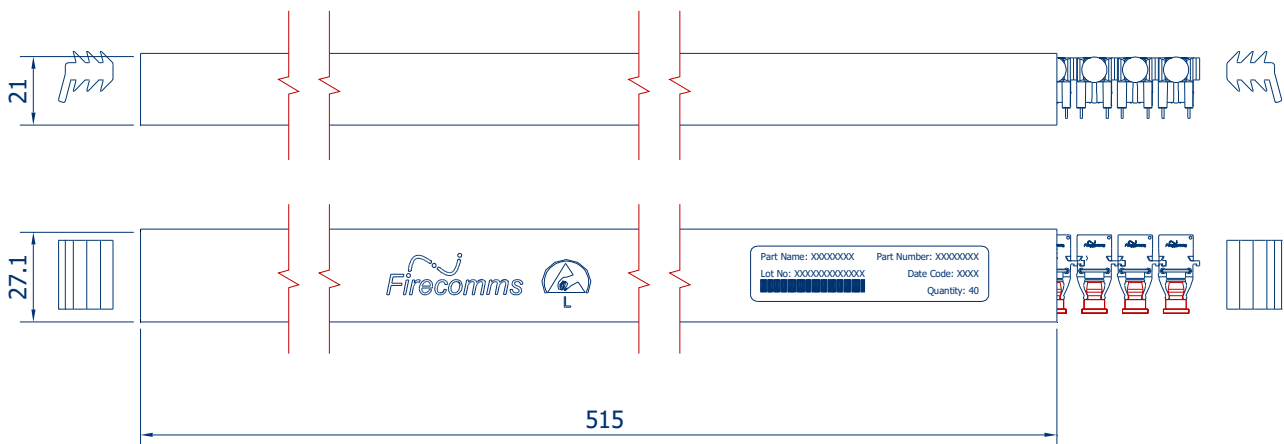 21
27.1
Firecomms
L
Part Name: XXXXXXXX Part Number: XXXXXXXX
Lot No: XXXXXXXXXXXXX Date Code: XXXX
Quantity: 40
515